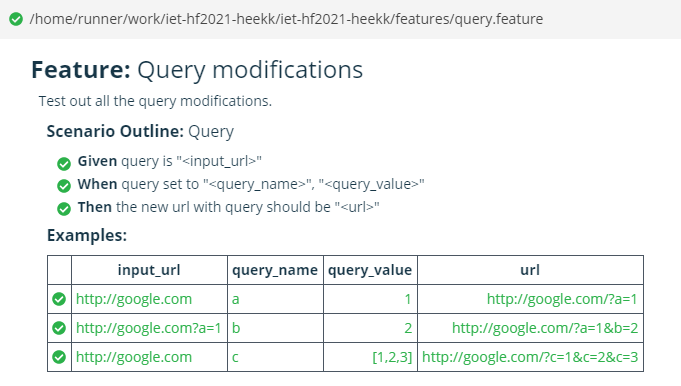 /home/runner/work/iet-hf2021-heekk/iet-hf2021-heekk/features/query.feature
Feature: Query modifications
Test out all the query modifications.
Scenario Outline: Query
Given query is "<input_url>"
When query set to "<query_name>", "<query_value>"
Then the new url with query should be "<url>"
Examples:
input_url query_name query_value url
http://google.com a 1 http://google.com/?a=1
http://google.com?a=1 b 2 http://google.com/?a=1&b=2
http://google.com c [1,2,3] http://google.com/?c=1&c=2&c=3